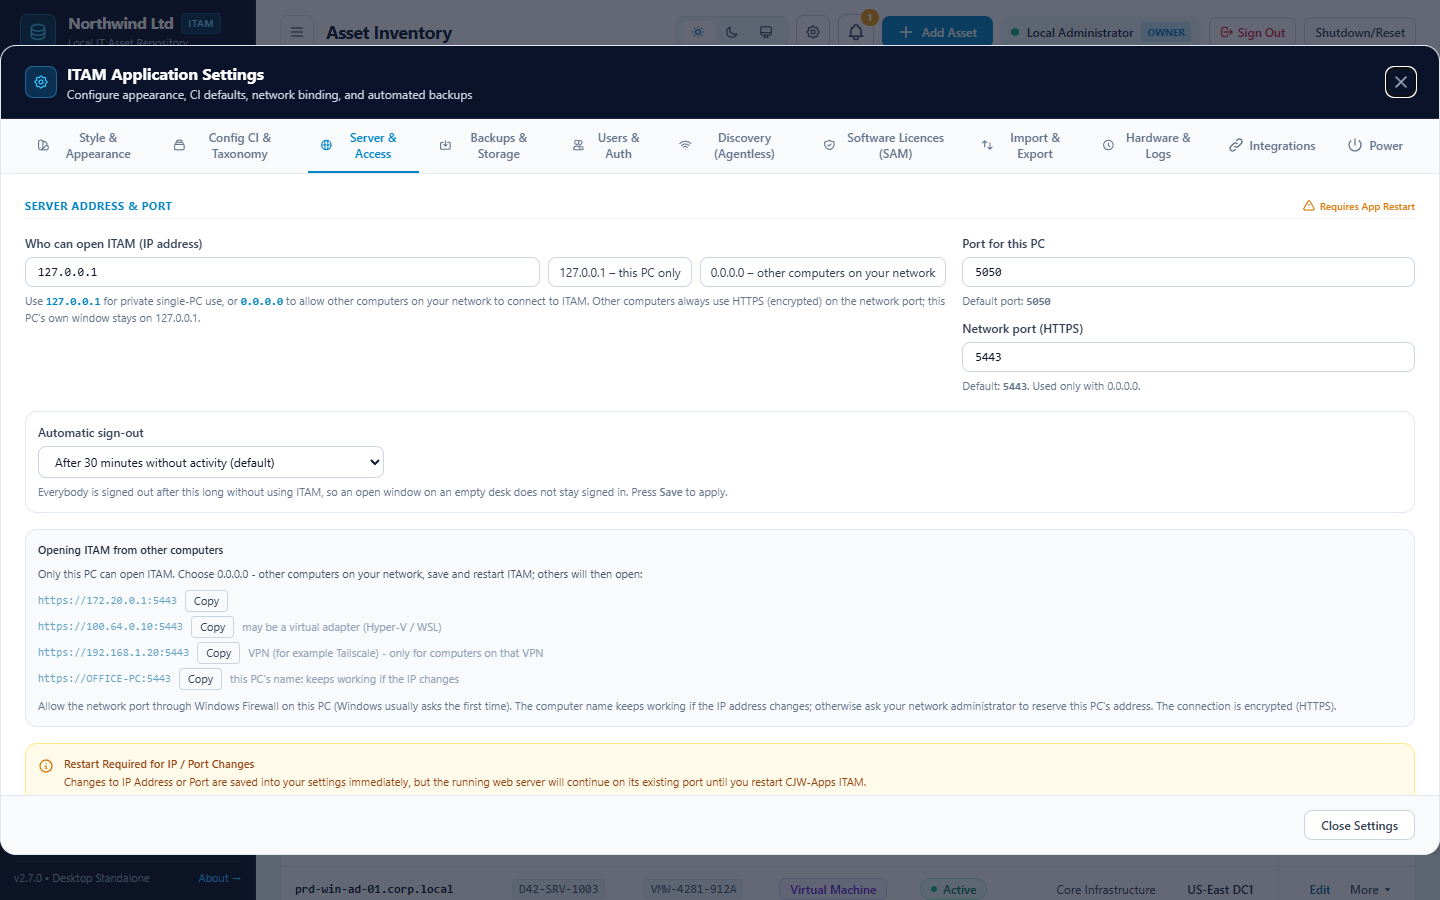 Northwind Ltd ITAM
Local IT Asset Repository
Asset Inventory
1
Add Asset
Local Administrator OWNER
Sign Out
Shutdown/Reset
ITAM Application Settings
Configure appearance, CI defaults, network binding, and automated backups
Style & Appearance
Config CI & Taxonomy
Server & Access
Backups & Storage
Users & Auth
Discovery (Agentless)
Software Licences (SAM)
Import & Export
Hardware & Logs
Integrations
Power
SERVER ADDRESS & PORT
Requires App Restart
Who can open ITAM (IP address)
127.0.0.1
127.0.0.1 – this PC only
0.0.0.0 – other computers on your network
Use 127.0.0.1 for private single-PC use, or 0.0.0.0 to allow other computers on your network to connect to ITAM. Other computers always use HTTPS (encrypted) on the network port; this
PC's own window stays on 127.0.0.1.
Port for this PC
5050
Default port: 5050
Network port (HTTPS)
5443
Default: 5443. Used only with 0.0.0.0.
Automatic sign-out
After 30 minutes without activity (default)
Everybody is signed out after this long without using ITAM, so an open window on an empty desk does not stay signed in. Press Save to apply.
Opening ITAM from other computers
Only this PC can open ITAM. Choose 0.0.0.0 - other computers on your network, save and restart ITAM; others will then open:
https://172.20.0.1:5443 Copy
https://100.64.0.10:5443 Copy may be a virtual adapter (Hyper-V / WSL)
https://192.168.1.20:5443 Copy VPN (for example Tailscale) - only for computers on that VPN
https://OFFICE-PC:5443 Copy this PC's name: keeps working if the IP changes
Allow the network port through Windows Firewall on this PC (Windows usually asks the first time). The computer name keeps working if the IP address changes; otherwise ask your network administrator to reserve this PC's address. The connection is encrypted (HTTPS).
Restart Required for IP / Port Changes
Changes to IP Address or Port are saved into your settings immediately, but the running web server will continue on its existing port until you restart CJW-Apps ITAM.
Close Settings
v2.7.0 • Desktop Standalone
About →
prd-win-ad-01.corp.local D42-SRV-1003 VMW-4281-912A Virtual Machine Active Core Infrastructure US-East DC1 Edit More